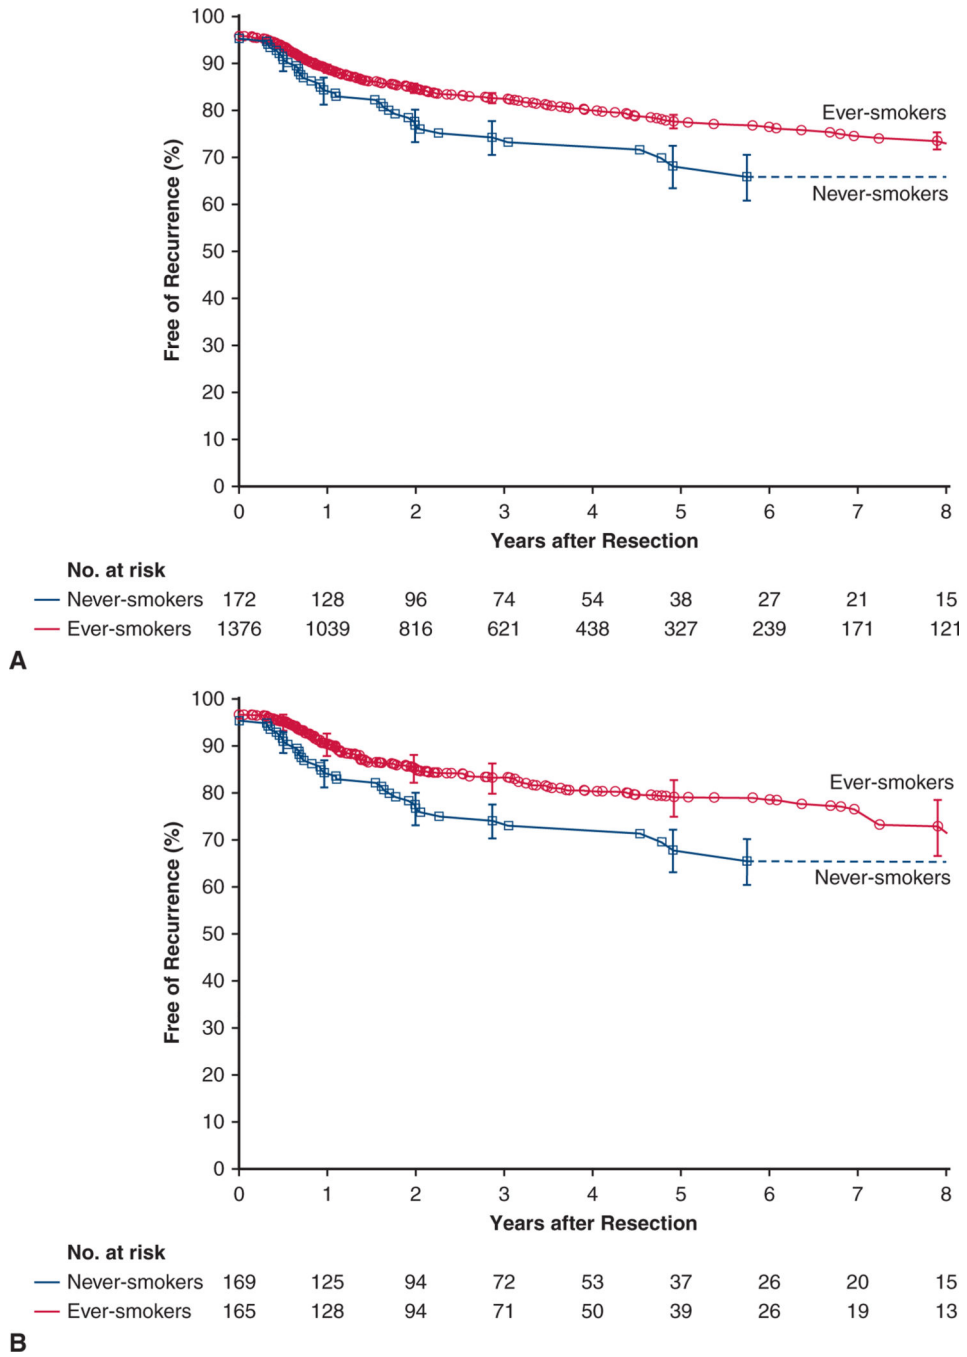 100
90
80
70
60
50
40
30
20
10
0
Free of Recurrence (%)
Ever-smokers
Never-smokers
0 1 2 3 4 5 6 7 8
Years after Resection
No. at risk
Never-smokers 172 128 96 74 54 38 27 21 15
Ever-smokers 1376 1039 816 621 438 327 239 171 121
A
100
90
80
70
60
50
40
30
20
10
0
Free of Recurrence (%)
Ever-smokers
Never-smokers
0 1 2 3 4 5 6 7 8
Years after Resection
No. at risk
Never-smokers 169 125 94 72 53 37 26 20 15
Ever-smokers 165 128 94 71 50 39 26 19 13
B